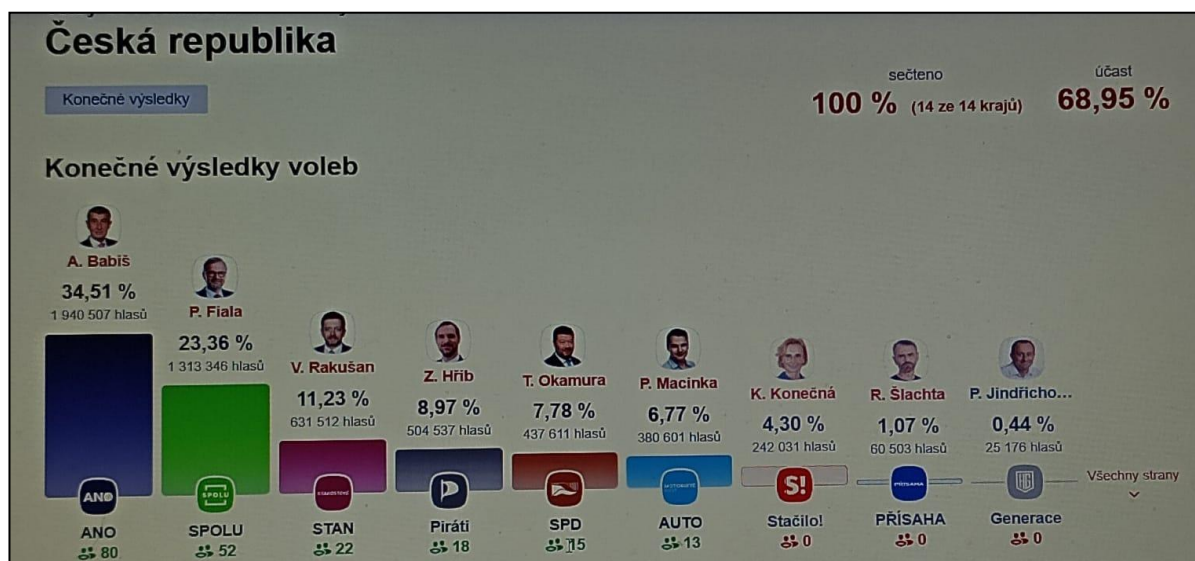 Česká republika
Konečné výsledky
sečteno
100 % (14 ze 14 krajů)
účast
68,95 %
Konečné výsledky voleb
A. Babiš
34,51 %
1 940 507 hlasů
ANO
ANO
80
P. Fiala
23,36 %
1 313 346 hlasů
SPOLU
SPOLU
52
V. Rakušan
11,23 %
631 512 hlasů
STAROSTOVÉ
STAN
22
Z. Hřib
8,97 %
504 537 hlasů
Piráti
18
T. Okamura
7,78 %
437 611 hlasů
SPD
15
P. Macinka
6,77 %
380 601 hlasů
AUTO
13
K. Konečná
4,30 %
242 031 hlasů
S!
Stačilo!
0
R. Šlachta
1,07 %
60 503 hlasů
PŘÍSAHA
PŘÍSAHA
0
P. Jindřicho...
0,44 %
25 176 hlasů
HG
Generace
0
Všechny strany